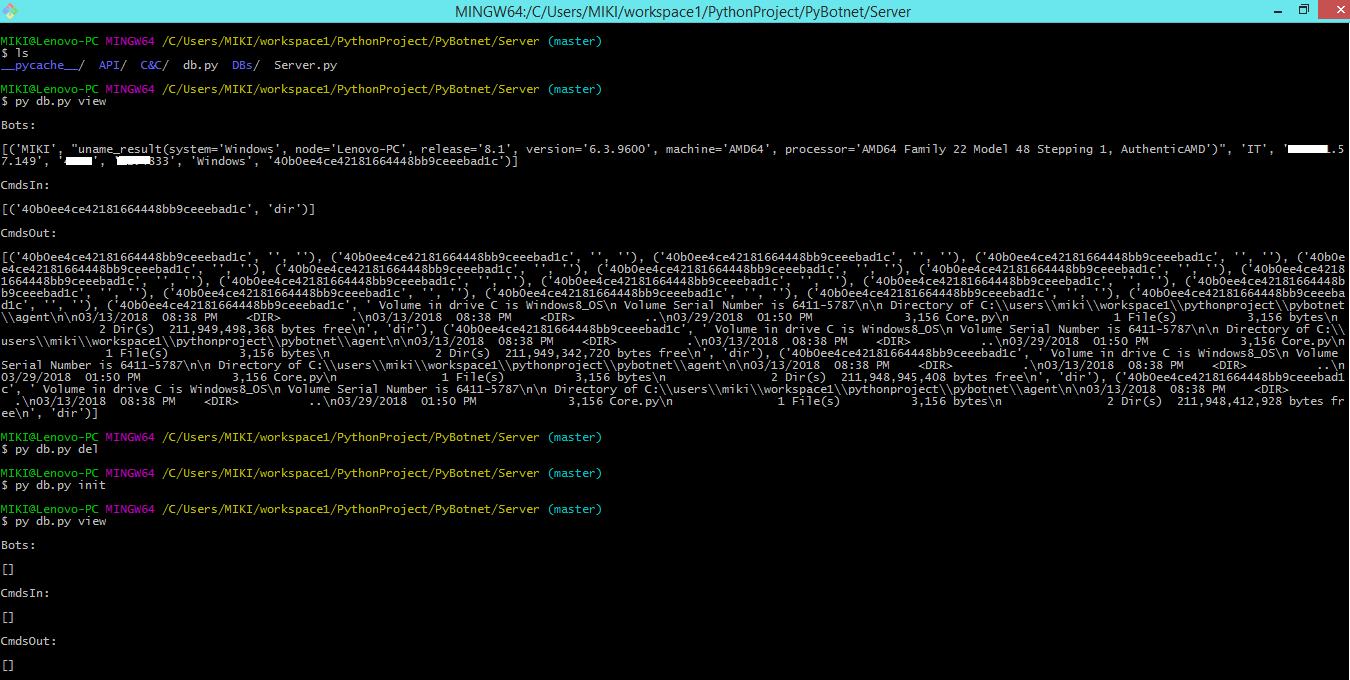 MINGW64:/C/Users/MIKI/workspace1/PythonProject/PyBotnet/Server
MIKI@Lenovo-PC MINGW64 /C/Users/MIKI/workspace1/PythonProject/PyBotnet/Server (master)
$ ls
__pycache__/  API/  C&C/  db.py  DBs/  Server.py
MIKI@Lenovo-PC MINGW64 /C/Users/MIKI/workspace1/PythonProject/PyBotnet/Server (master)
$ py db.py view
Bots:
[('MIKI', "uname_result(system='Windows', node='Lenovo-PC', release='8.1', version='6.3.9600', machine='AMD64', processor='AMD64 Family 22 Model 48 Stepping 1, AuthenticAMD')", 'IT', ' 1.5
7.149', ' ', ' 833', 'Windows', '40b0ee4ce42181664448bb9ceeebad1c')]
CmdsIn:
[('40b0ee4ce42181664448bb9ceeebad1c', 'dir')]
CmdsOut:
[('40b0ee4ce42181664448bb9ceeebad1c', '', ''), ('40b0ee4ce42181664448bb9ceeebad1c', '', ''), ('40b0ee4ce42181664448bb9ceeebad1c', '', ''), ('40b0ee4ce42181664448bb9ceeebad1c', '', ''), ('40b0e
e4ce42181664448bb9ceeebad1c', '', ''), ('40b0ee4ce42181664448bb9ceeebad1c', '', ''), ('40b0ee4ce42181664448bb9ceeebad1c', '', ''), ('40b0ee4ce42181664448bb9ceeebad1c', '', ''), ('40b0ee4ce4218
1664448bb9ceeebad1c', '', ''), ('40b0ee4ce42181664448bb9ceeebad1c', '', ''), ('40b0ee4ce42181664448bb9ceeebad1c', '', ''), ('40b0ee4ce42181664448bb9ceeebad1c', '', ''), ('40b0ee4ce42181664448b
b9ceeebad1c', '', ''), ('40b0ee4ce42181664448bb9ceeebad1c', '', ''), ('40b0ee4ce42181664448bb9ceeebad1c', '', ''), ('40b0ee4ce42181664448bb9ceeebad1c', '', ''), ('40b0ee4ce42181664448bb9ceeeba
d1c','', ''), ('40b0ee4ce42181664448bb9ceeebad1c', ' Volume in drive C is Windows8_OS\n Volume Serial Number is 6411-5787\n\n Directory of C:\\users\\miki\\workspace1\\pythonproject\\pybotnet
\\agent\n\n03/13/2018  08:38 PM    <DIR>          .\n03/13/2018  08:38 PM    <DIR>          ..\n03/29/2018  01:50 PM             3,156 Core.py\n               1 File(s)          3,156 bytes\n
               2 Dir(s)  211,949,498,368 bytes free\n', 'dir'), ('40b0ee4ce42181664448bb9ceeebad1c', ' Volume in drive C is Windows8_OS\n Volume Serial Number is 6411-5787\n\n Directory of C:\\
users\\miki\\workspace1\\pythonproject\\pybotnet\\agent\n\n03/13/2018  08:38 PM    <DIR>          .\n03/13/2018  08:38 PM    <DIR>          ..\n03/29/2018  01:50 PM             3,156 Core.py\n
               1 File(s)          3,156 bytes\n               2 Dir(s)  211,949,342,720 bytes free\n', 'dir'), ('40b0ee4ce42181664448bb9ceeebad1c', ' Volume in drive C is Windows8_OS\n Volume
Serial Number is 6411-5787\n\n Directory of C:\\users\\miki\\workspace1\\pythonproject\\pybotnet\\agent\n\n03/13/2018  08:38 PM    <DIR>          .\n03/13/2018  08:38 PM    <DIR>          ..\n
03/29/2018  01:50 PM             3,156 Core.py\n               1 File(s)          3,156 bytes\n               2 Dir(s)  211,948,945,408 bytes free\n', 'dir'), ('40b0ee4ce42181664448bb9ceeebad1
c', ' Volume in drive C is Windows8_OS\n Volume Serial Number is 6411-5787\n\n Directory of C:\\users\\miki\\workspace1\\pythonproject\\pybotnet\\agent\n\n03/13/2018  08:38 PM    <DIR>
  .\n03/13/2018  08:38 PM    <DIR>          ..\n03/29/2018  01:50 PM             3,156 Core.py\n               1 File(s)          3,156 bytes\n               2 Dir(s)  211,948,412,928 bytes fr
ee\n', 'dir')]
MIKI@Lenovo-PC MINGW64 /C/Users/MIKI/workspace1/PythonProject/PyBotnet/Server (master)
$ py db.py del
MIKI@Lenovo-PC MINGW64 /C/Users/MIKI/workspace1/PythonProject/PyBotnet/Server (master)
$ py db.py init
MIKI@Lenovo-PC MINGW64 /C/Users/MIKI/workspace1/PythonProject/PyBotnet/Server (master)
$ py db.py view
Bots:
[]
CmdsIn:
[]
CmdsOut:
[]